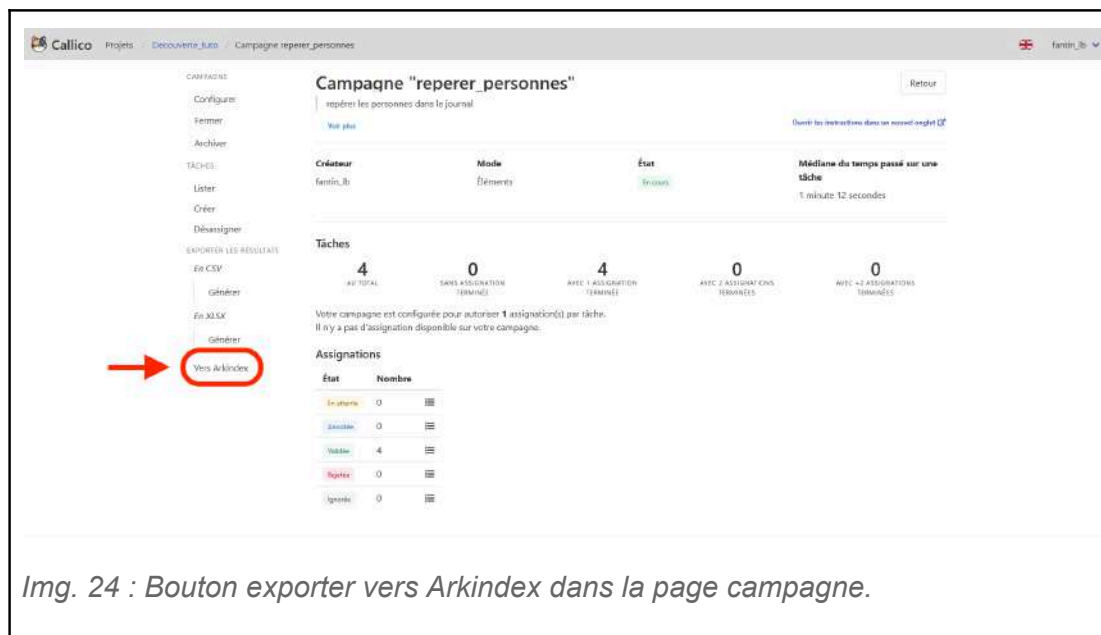 Callico Projets / Decouverte_tuto / Campagne reperer_personnes
fantin_lb
CAMPAGNE
Configurer
Fermer
Archiver
TÂCHES
Lister
Créer
Désassigner
EXPORTER LES RÉSULTATS
En CSV
Générer
En XLSX
Générer
Vers Arkindex
Campagne "reperer_personnes"
Retour
repérer les personnes dans le journal
Voir plus
Ouvrir les instructions dans un nouvel onglet
Créateur
fantin_lb
Mode
Éléments
État
En cours
Médiane du temps passé sur une
tâche
1 minute 12 secondes
Tâches
4
AU TOTAL
0
SANS ASSIGNATION
TERMINÉE
4
AVEC 1 ASSIGNATION
TERMINÉE
0
AVEC 2 ASSIGNATIONS
TERMINÉES
0
AVEC +2 ASSIGNATIONS
TERMINÉES
Votre campagne est configurée pour autoriser 1 assignation(s) par tâche.
Il n'y a pas d'assignation disponible sur votre campagne.
Assignations
État Nombre
En attente 0
Annotée 0
Validée 4
Rejetée 0
Ignorée 0
Img. 24 : Bouton exporter vers Arkindex dans la page campagne.